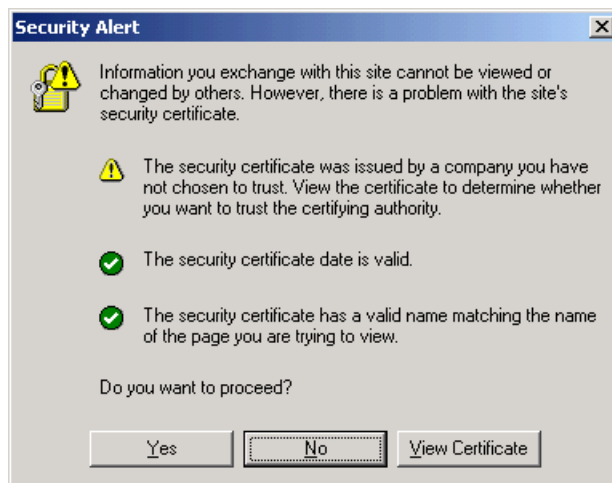 Security Alert
Information you exchange with this site cannot be viewed or
changed by others. However, there is a problem with the site's
security certificate.
The security certificate was issued by a company you have
not chosen to trust. View the certificate to determine whether
you want to trust the certifying authority.
The security certificate date is valid.
The security certificate has a valid name matching the name
of the page you are trying to view.
Do you want to proceed?
Yes No View Certificate